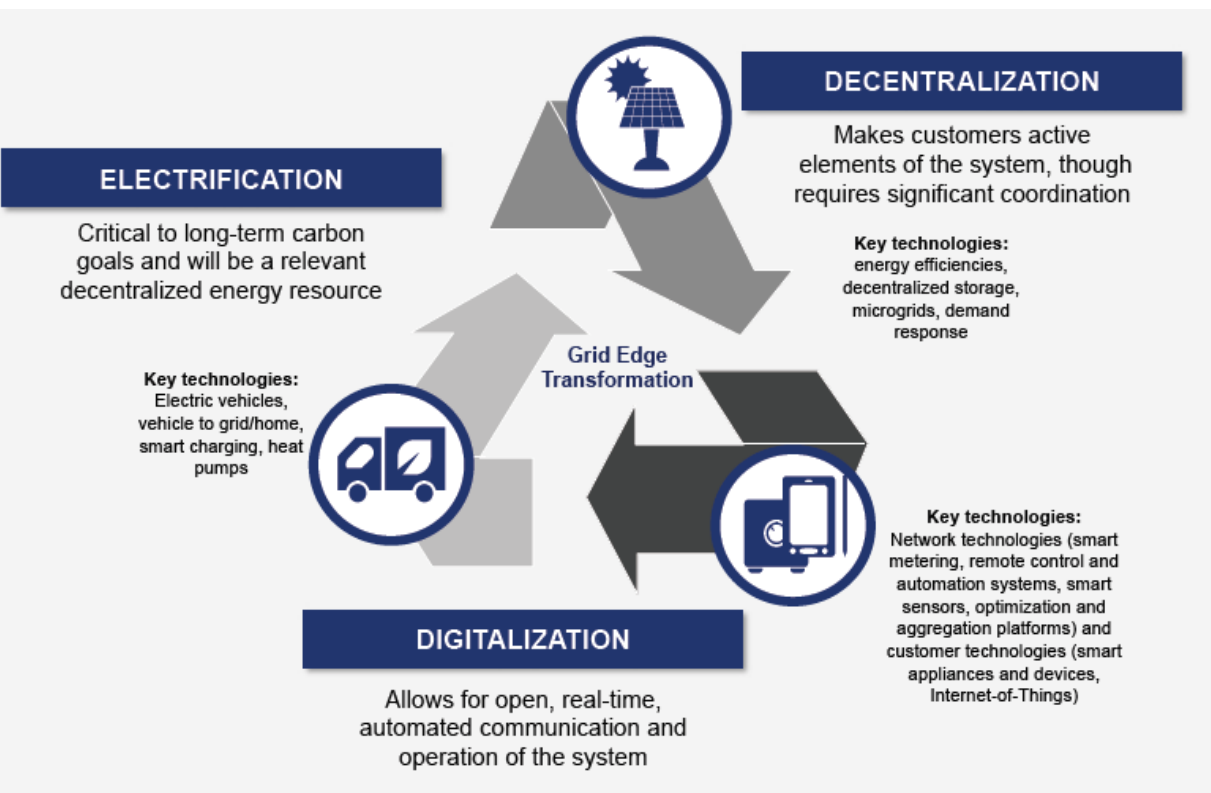 DECENTRALIZATION
Makes customers active
elements of the system, though
requires significant coordination
Key technologies:
energy efficiencies,
decentralized storage,
microgrids, demand
response
ELECTRIFICATION
Critical to long-term carbon
goals and will be a relevant
decentralized energy resource
Key technologies:
Electric vehicles,
vehicle to grid/home,
smart charging, heat
pumps
Grid Edge
Transformation
Key technologies:
Network technologies (smart
metering, remote control and
automation systems, smart
sensors, optimization and
aggregation platforms) and
customer technologies (smart
appliances and devices,
Internet-of-Things)
DIGITALIZATION
Allows for open, real-time,
automated communication and
operation of the system